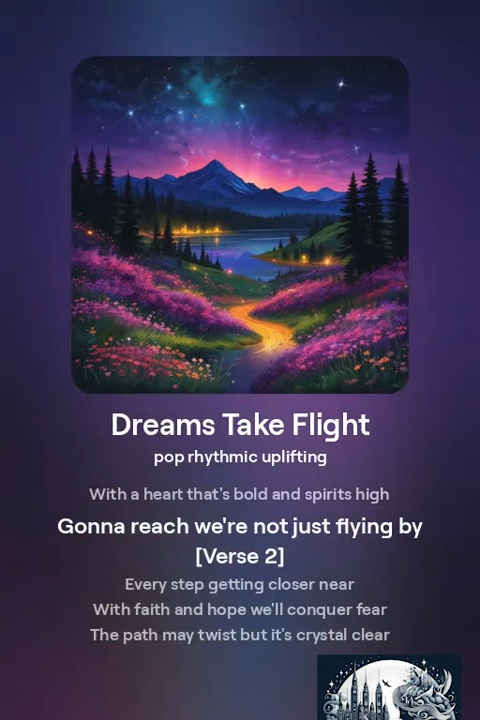 Dreams Take Flight
pop rhythmic uplifting
With a heart that's bold and spirits high
Gonna reach we're not just flying by
[Verse 2]
Every step getting closer near
With faith and hope we'll conquer fear
The path may twist but it's crystal clear